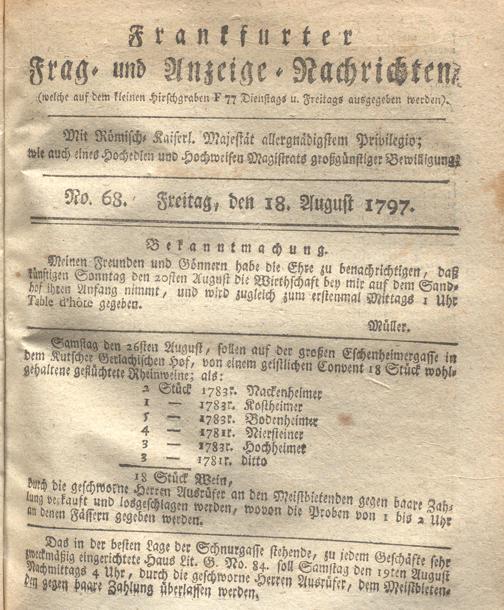 Frankfurter
Frag- und Anzeige-Nachrichten,
(welche auf dem kleinen Hirschgraben F 77 Dienstags u. Freitags ausgegeben werden).
Mit Römisch-Kaiserl. Majestät allergnädigstem Privilegio;
wie auch eines Hochedlen und Hochweisen Magistrats großgünstiger Bewilligung.
No. 68. Freitag, den 18. August 1797.
Bekanntmachung.
Meinen Freunden und Gönnern habe die Ehre zu benachrichtigen, daß
künftigen Sonntag den 20sten August die Wirthschaft bey mir auf dem Sand-
hof ihren Anfang nimmt, und wird zugleich zum erstenmal Mittags 1 Uhr
Table d'hôte gegeben.
Müller.
Samstag den 26sten August, sollen auf der großen Eschenheimergasse in
dem Kutscher Gerlachischen Hof, von einem geistlichen Convent 18 Stück wohl-
gehaltene geflüchtete Rheinweine; als:
2 Stück 1783r. Nackenheimer
1 — 1783r. Kostheimer
5 — 1783r. Bodenheimer
4 — 1781r. Niersteiner
3 — 1783r. Hochheimer
3 — 1781r. ditto
18 Stück Wein,
durch die geschworne Herren Ausrüfer an den Meistbietenden gegen baare Zah-
lung verkauft und losgeschlagen werden, wovon die Proben von 1 bis 2 Uhr
an denen Fässern gegeben werden.
Das in der besten Lage der Schnurgasse stehende, zu jedem Geschäfte sehr
zweckmäßig eingerichtete Haus Lit. G. No. 84. soll Samstag den 19ten August
Nachmittags 4 Uhr, durch die geschworne Herren Ausrüfer, dem Meistbieten-
den gegen baare Zahlung überlassen werden.